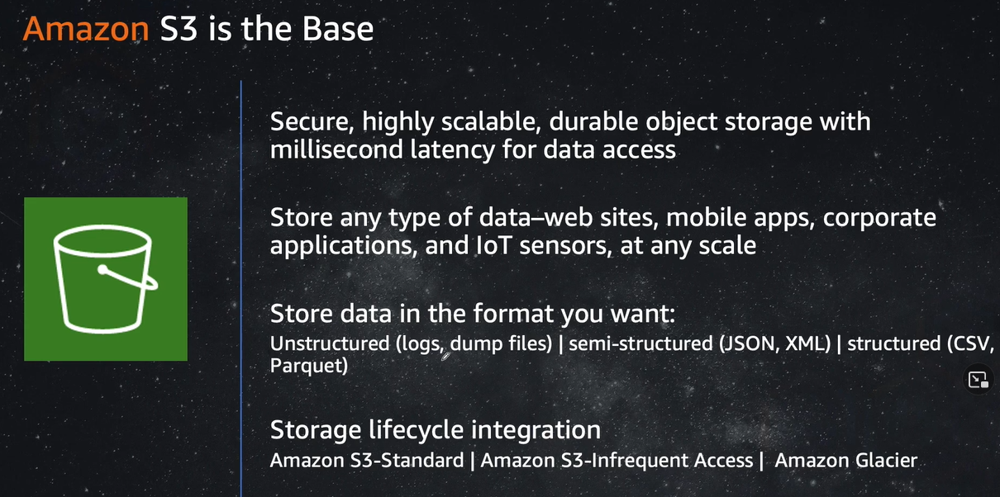 Amazon S3 is the Base
Secure, highly scalable, durable object storage with
millisecond latency for data access
Store any type of data–web sites, mobile apps, corporate
applications, and IoT sensors, at any scale
Store data in the format you want:
Unstructured (logs, dump files) | semi-structured (JSON, XML) | structured (CSV,
Parquet)
Storage lifecycle integration
Amazon S3-Standard | Amazon S3-Infrequent Access | Amazon Glacier